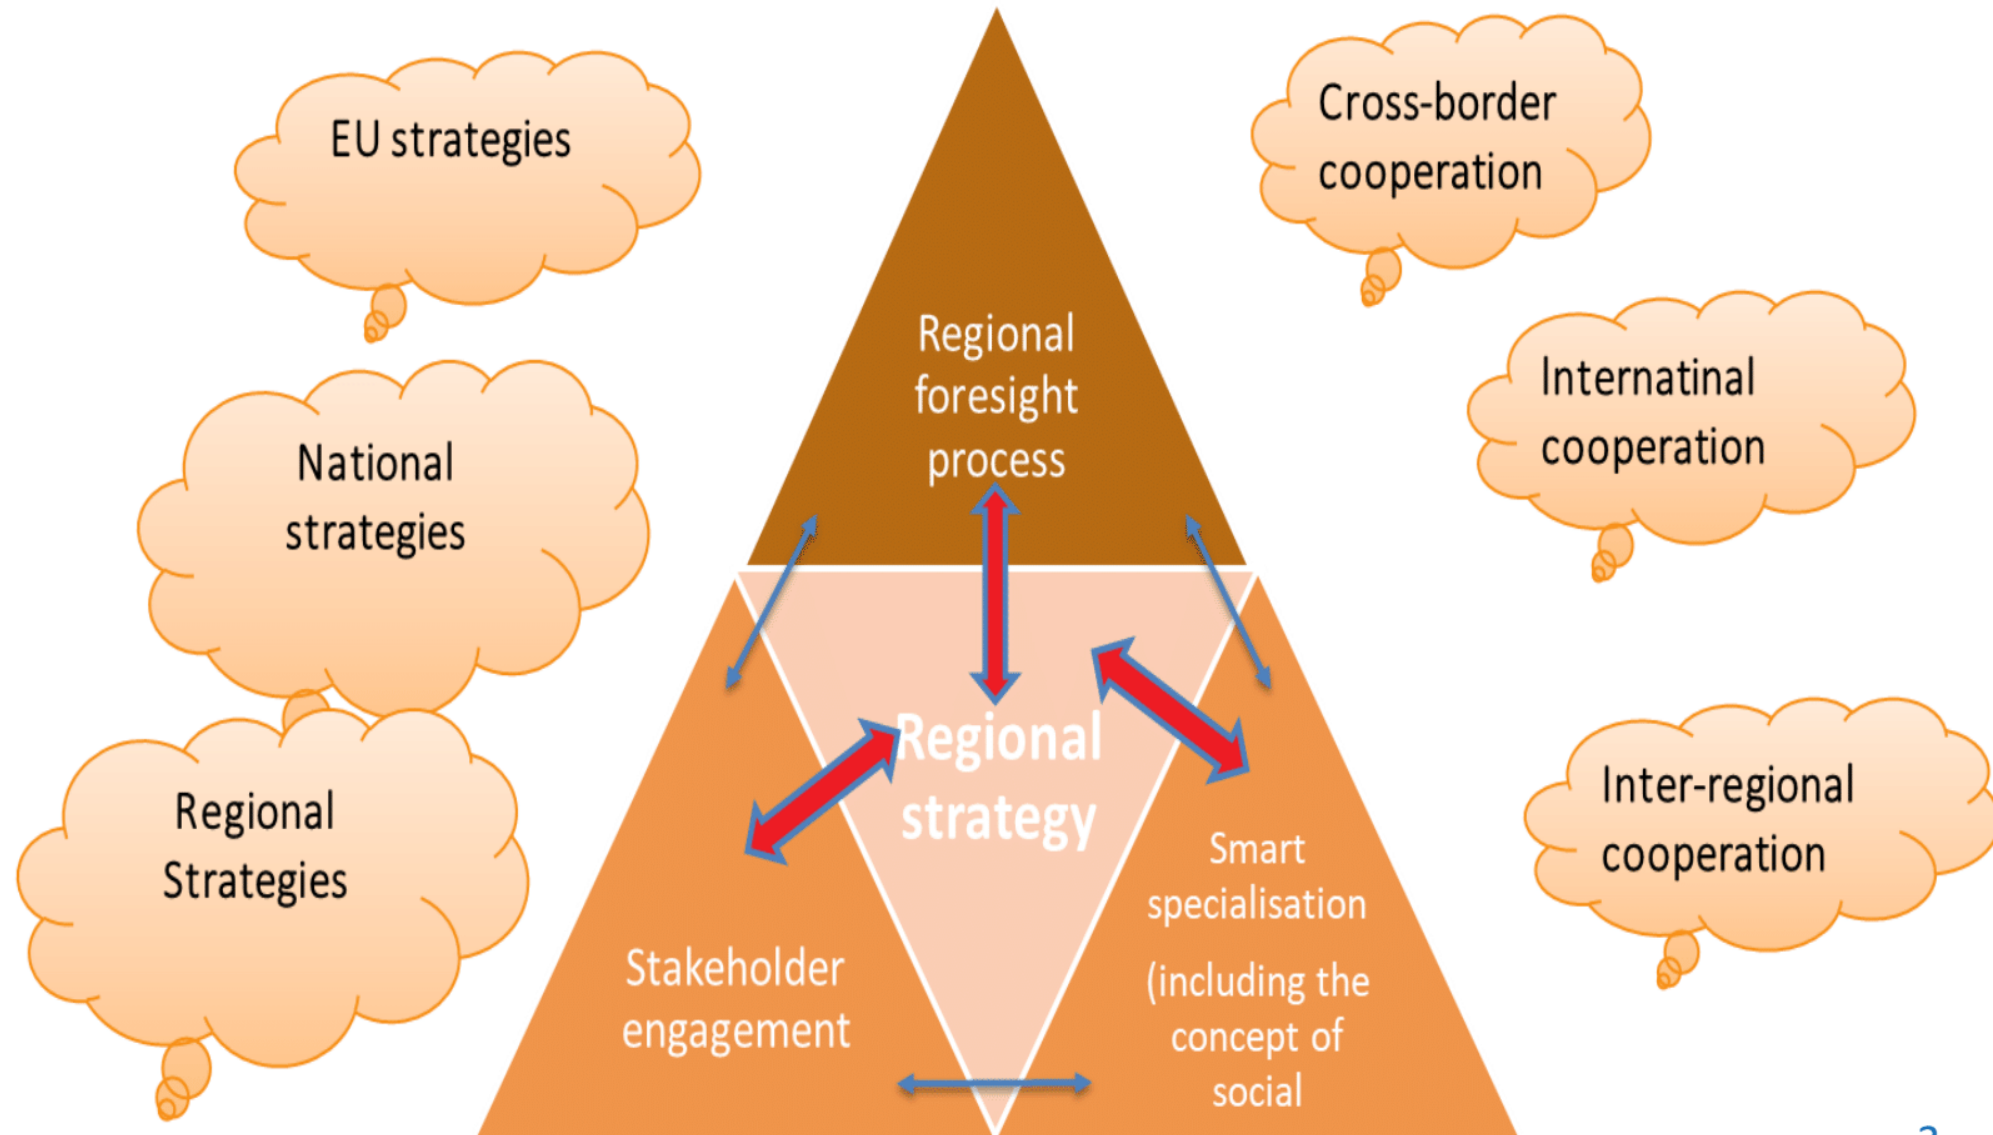 EU strategies
National
strategies
Regional
Strategies
Regional
foresight
process
Regional
strategy
Stakeholder
engagement
Smart
specialisation
(including the
concept of
social
Cross-border
cooperation
Internatinal
cooperation
Inter-regional
cooperation